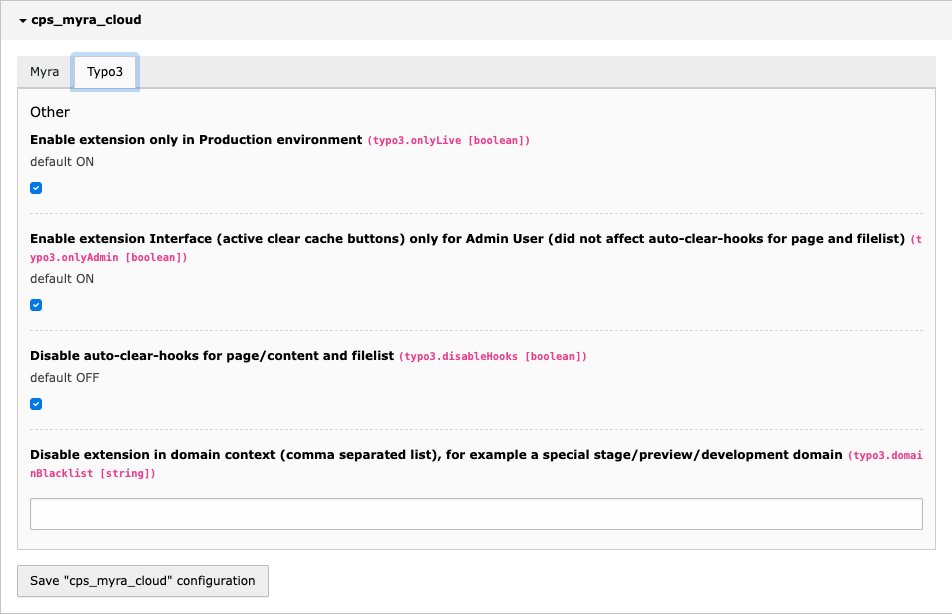 cps_myra_cloud
Myra
Typo3
Other
Enable extension only in Production environment (typo3.onlyLive [boolean])
default ON
Enable extension Interface (active clear cache buttons) only for Admin User (did not affect auto-clear-hooks for page and filelist) (t
ypo3.onlyAdmin [boolean])
default ON
Disable auto-clear-hooks for page/content and filelist (typo3.disableHooks [boolean])
default OFF
Disable extension in domain context (comma separated list), for example a special stage/preview/development domain (typo3.domai
nBlacklist [string])
Save "cps_myra_cloud" configuration